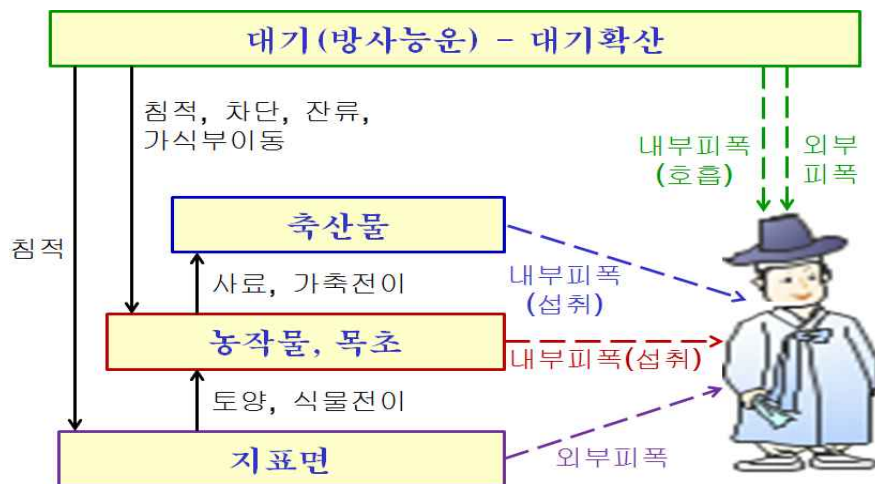 대기(방사능운) - 대기확산
침적, 차단, 잔류,
가식부이동
내부피폭
(호흡)
외부
피폭
축산물
침적
사료, 가축전이
내부피폭
(섭취)
농작물, 목초
내부피폭(섭취)
토양, 식물전이
지표면
외부피폭